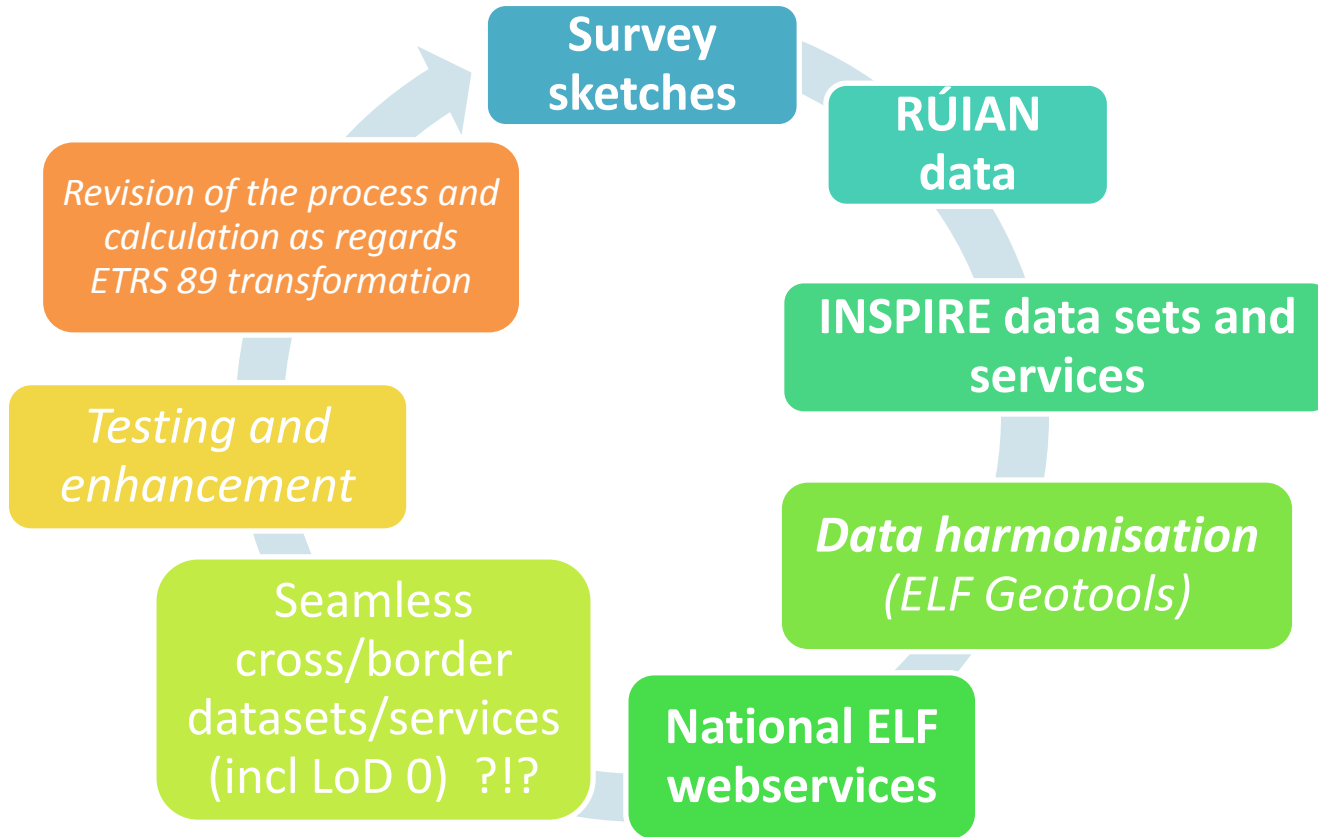 Survey
sketches
RÚIAN
data
INSPIRE data sets and
services
Data harmonisation
(ELF Geotools)
National ELF
webservices
Seamless
cross/border
datasets/services
(incl LoD 0)  ?!?
Testing and
enhancement
Revision of the process and
calculation as regards
ETRS 89 transformation